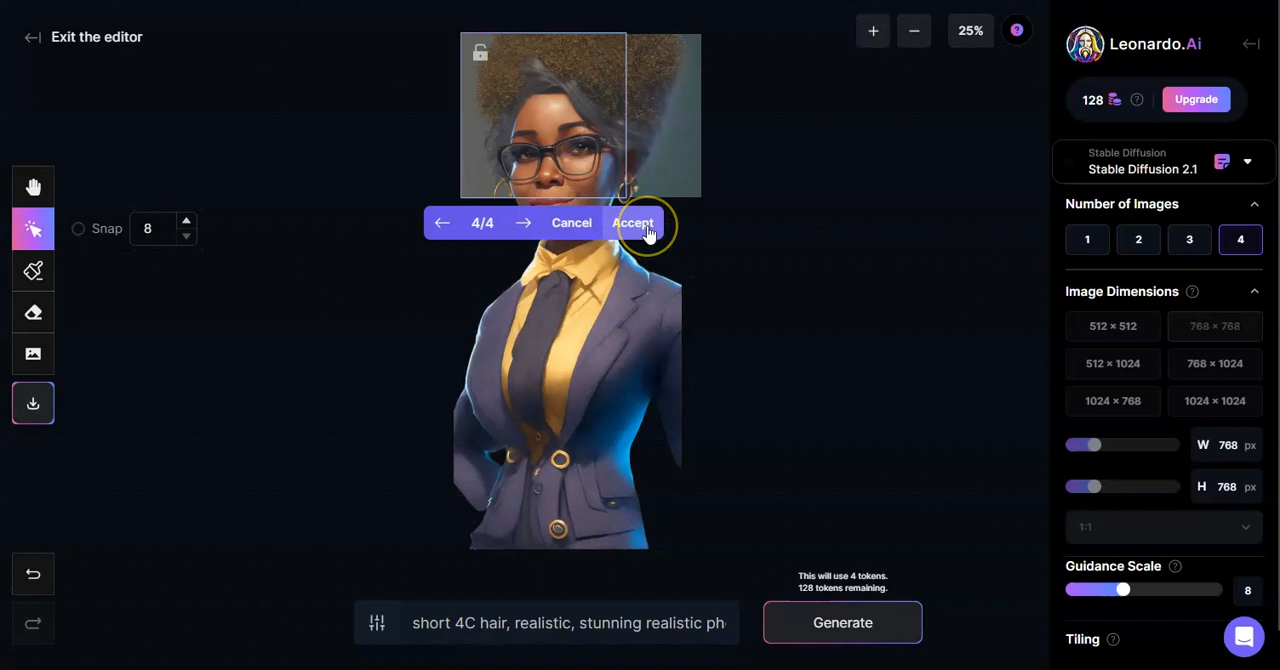 Exit the editor
25%
?
Leonardo.Ai
128 ?
Upgrade
Stable Diffusion
Stable Diffusion 2.1
Snap
8
4/4
Cancel
Accept
Number of Images
1
2
3
4
Image Dimensions ?
512 × 512
768 × 768
512 × 1024
768 × 1024
1024 × 768
1024 × 1024
W 768 px
H 768 px
1:1
Guidance Scale ?
8
Tiling ?
This will use 4 tokens.
128 tokens remaining.
short 4C hair, realistic, stunning realistic ph
Generate